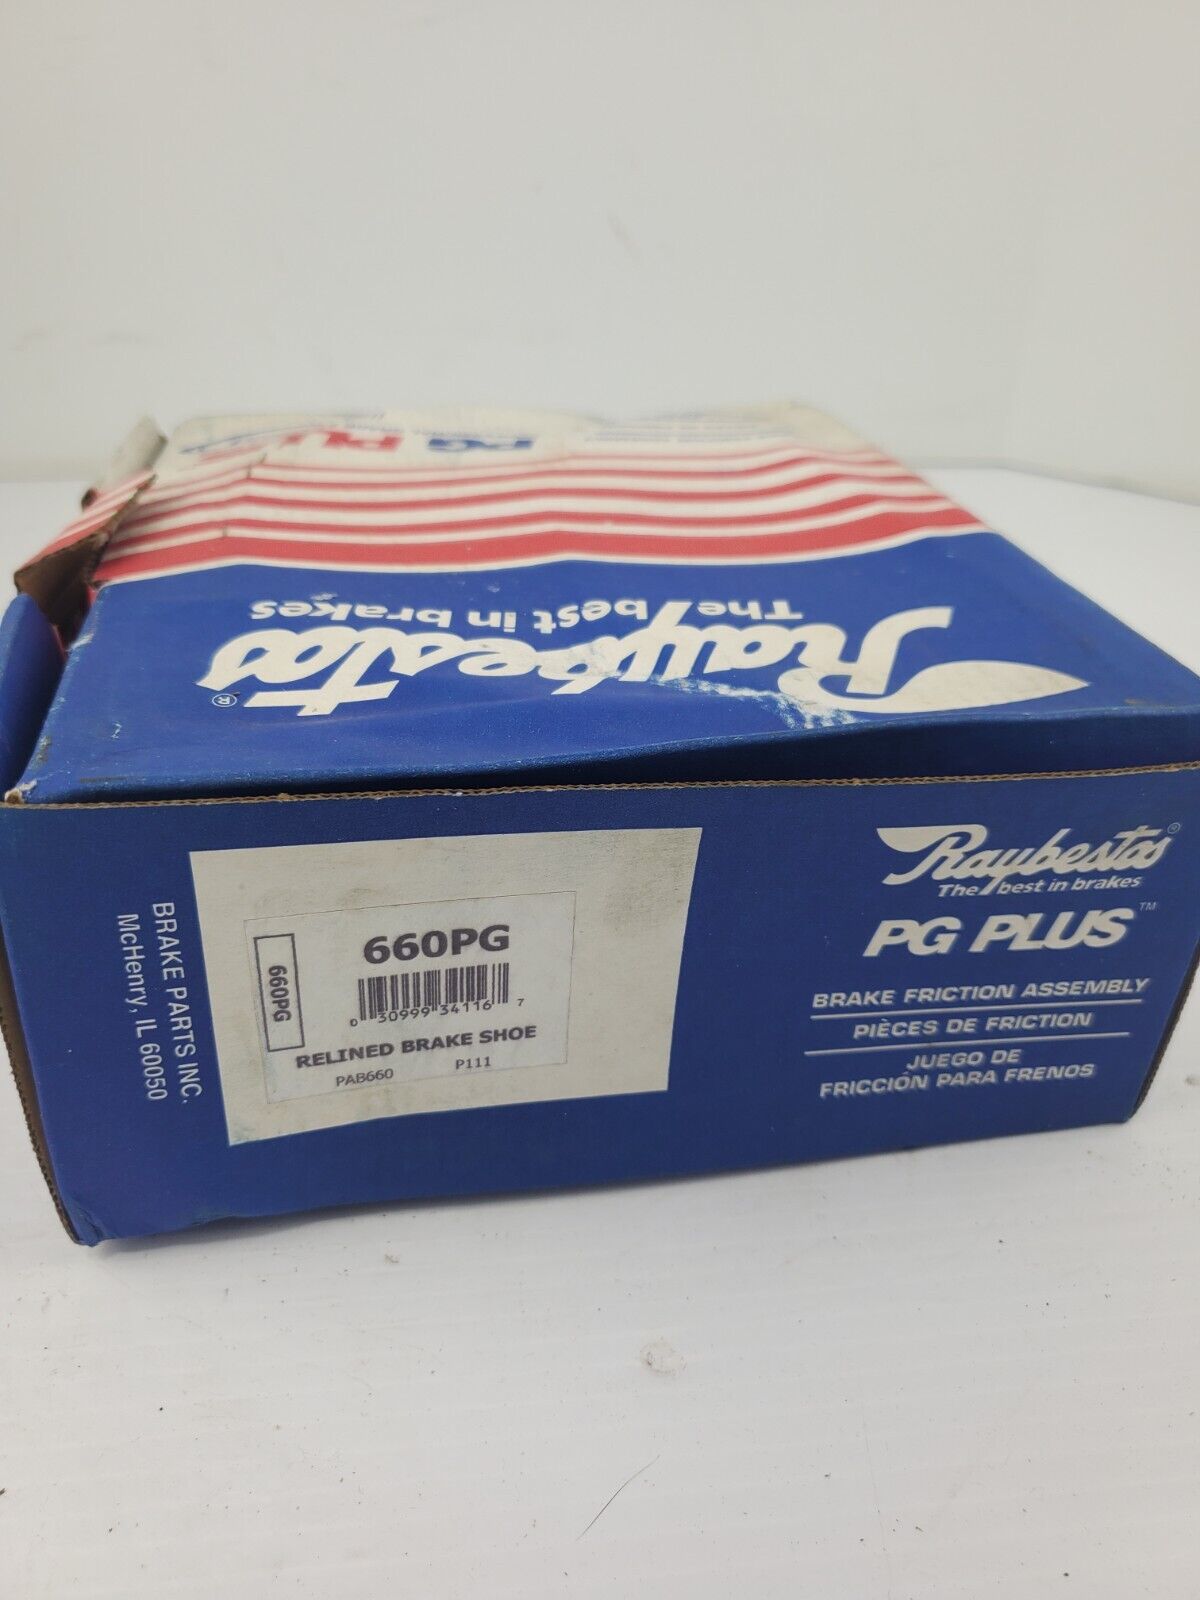 PG PLUS
Raybestos®
The best in brakes
BRAKE PARTS INC.
McHenry, IL 60050
660PG
660PG
0 30999 34116 7
RELINED BRAKE SHOE
PAB660 P111
Raybestos®
The best in brakes
PG PLUS™
BRAKE FRICTION ASSEMBLY
PIÈCES DE FRICTION
JUEGO DE
FRICCIÓN PARA FRENOS